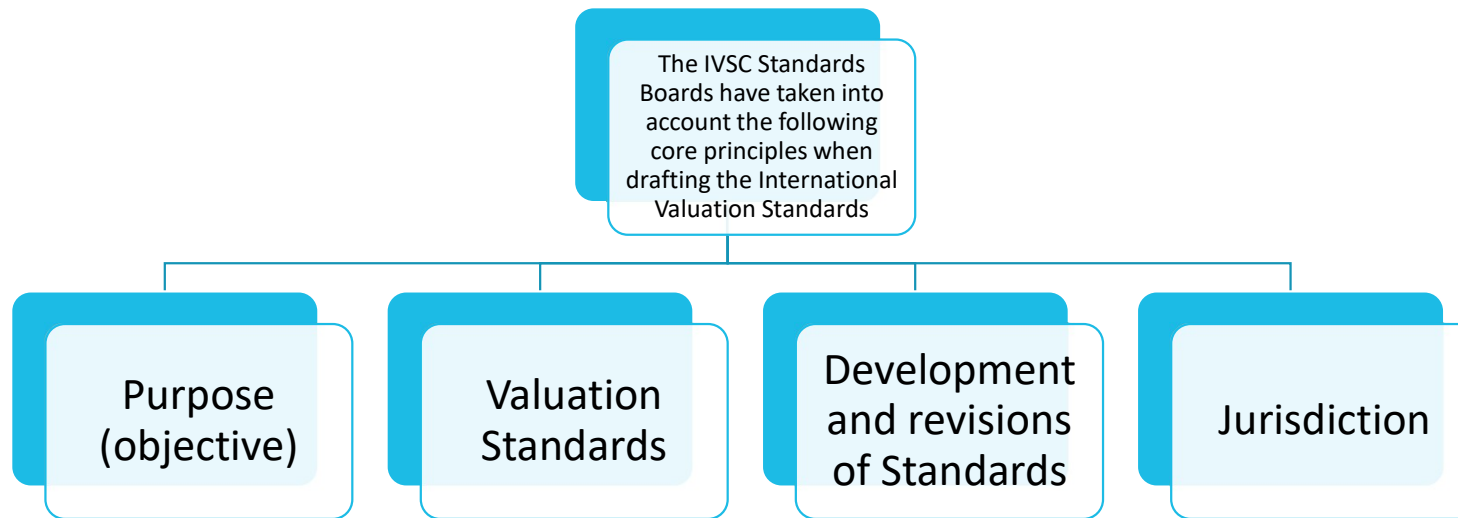 The IVSC Standards
Boards have taken into
account the following
core principles when
drafting the International
Valuation Standards
Purpose
(objective)
Valuation
Standards
Development
and revisions
of Standards
Jurisdiction